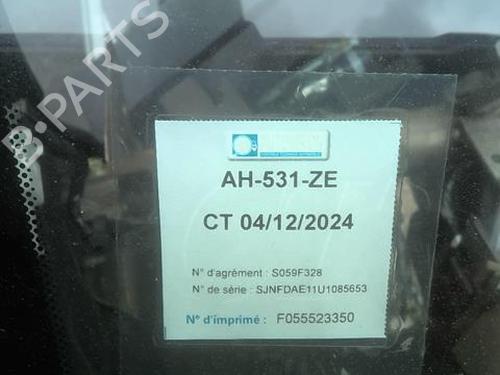 B-PARTS
AH-531-ZE
CT 04/12/2024
N° d'agrément : S059F328
N° de série : SJNFDAE11U1085653
N° d'imprimé : F055523350